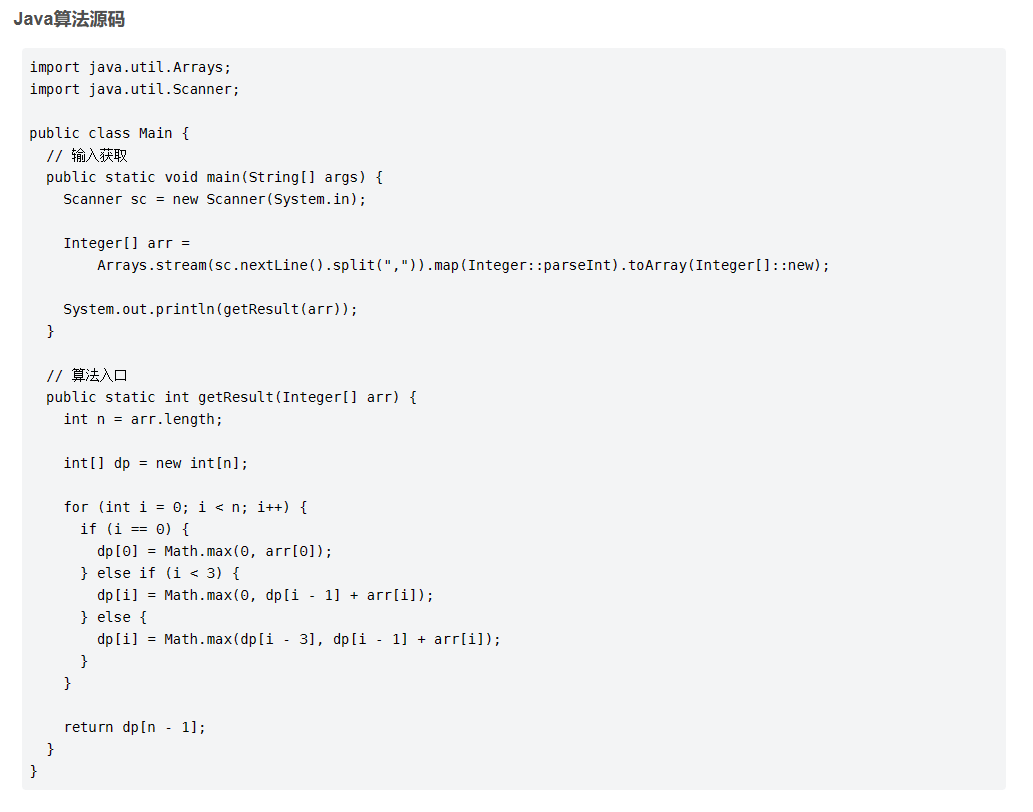 Java算法源码
import java.util.Arrays;
import java.util.Scanner;
public class Main {
// 输入获取
public static void main(String[] args) {
Scanner sc = new Scanner(System.in);
Integer[] arr =
Arrays.stream(sc.nextLine().split(",")).map(Integer::parseInt).toArray(Integer[]::new);
System.out.println(getResult(arr));
}
// 算法入口
public static int getResult(Integer[] arr) {
int n = arr.length;
int[] dp = new int[n];
for (int i = 0; i < n; i++) {
if (i == 0) {
dp[0] = Math.max(0, arr[0]);
} else if (i < 3) {
dp[i] = Math.max(0, dp[i - 1] + arr[i]);
} else {
dp[i] = Math.max(dp[i - 3], dp[i - 1] + arr[i]);
}
}
return dp[n - 1];
}
}